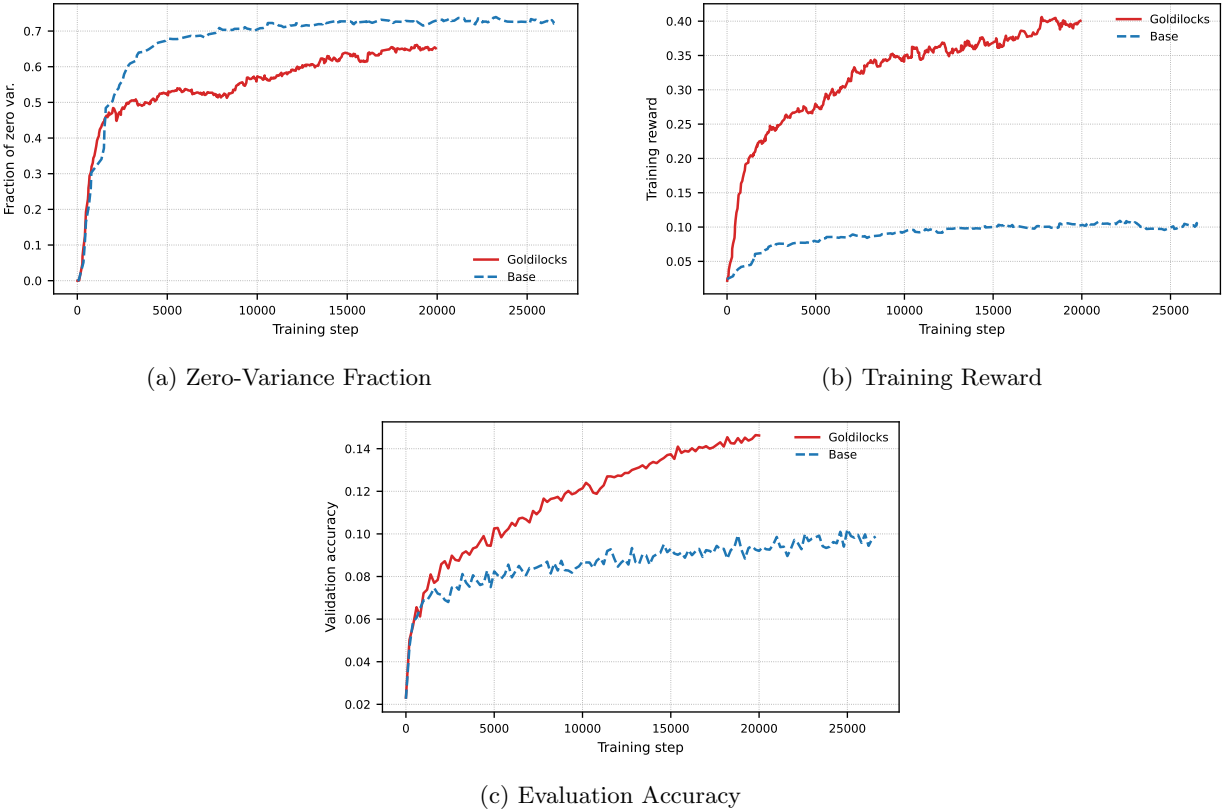 Fraction of zero var.
0.7
0.6
0.5
0.4
0.3
0.2
0.1
0.0
Goldilocks
Base
0 5000 10000 15000 20000 25000
Training step
(a) Zero-Variance Fraction
Training reward
0.40
0.35
0.30
0.25
0.20
0.15
0.10
0.05
Goldilocks
Base
0 5000 10000 15000 20000 25000
Training step
(b) Training Reward
Validation accuracy
0.14
0.12
0.10
0.08
0.06
0.04
0.02
Goldilocks
Base
0 5000 10000 15000 20000 25000
Training step
(c) Evaluation Accuracy